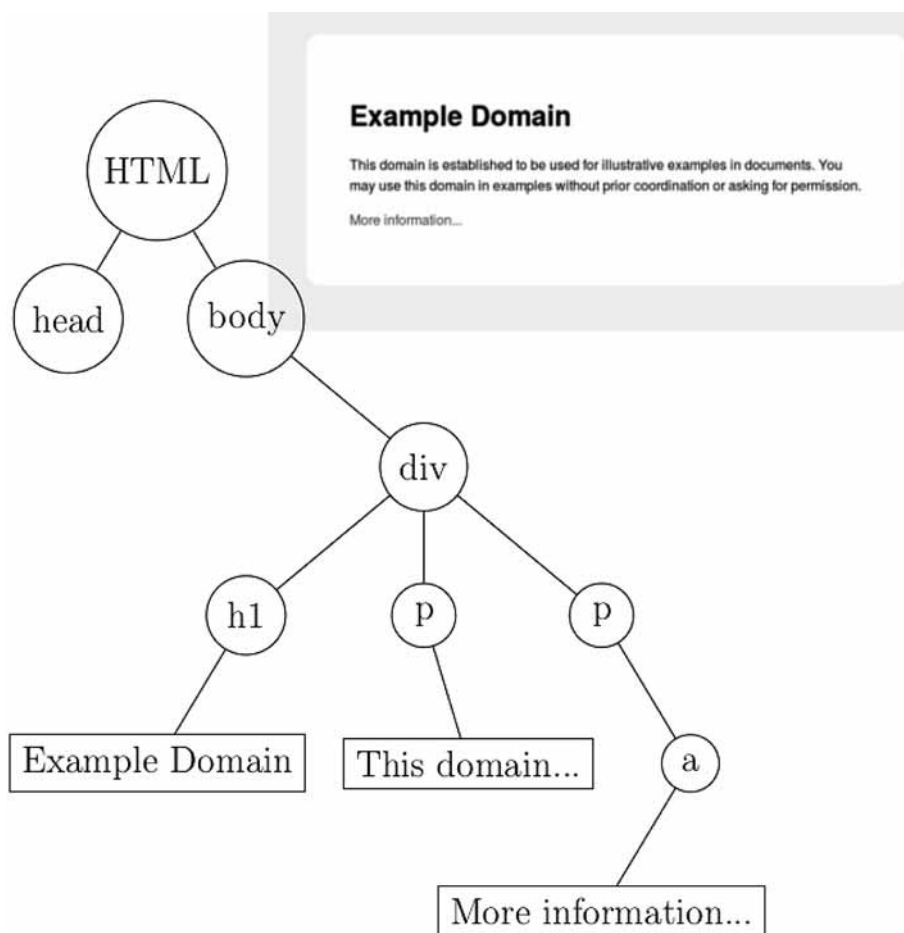 Example Domain
This domain is established to be used for illustrative examples in documents. You
may use this domain in examples without prior coordination or asking for permission.
More information...
HTML
head
body
div
h1
p
p
Example Domain
This domain...
a
More information...